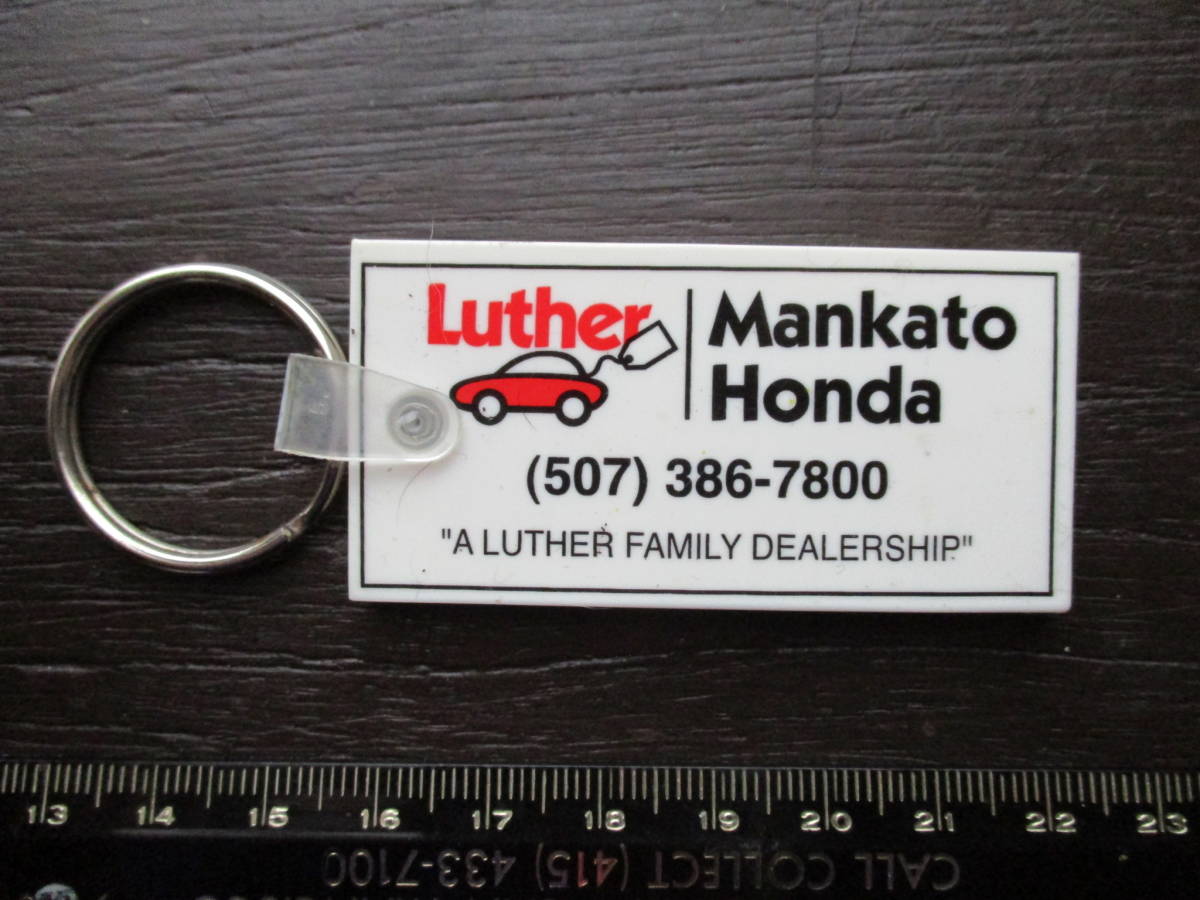 Luther
Mankato
Honda
(507) 386-7800
"A LUTHER FAMILY DEALERSHIP"
13 14 15 16 17 18 19 20 21 22 23
CALL COLLECT (415) 433-7100